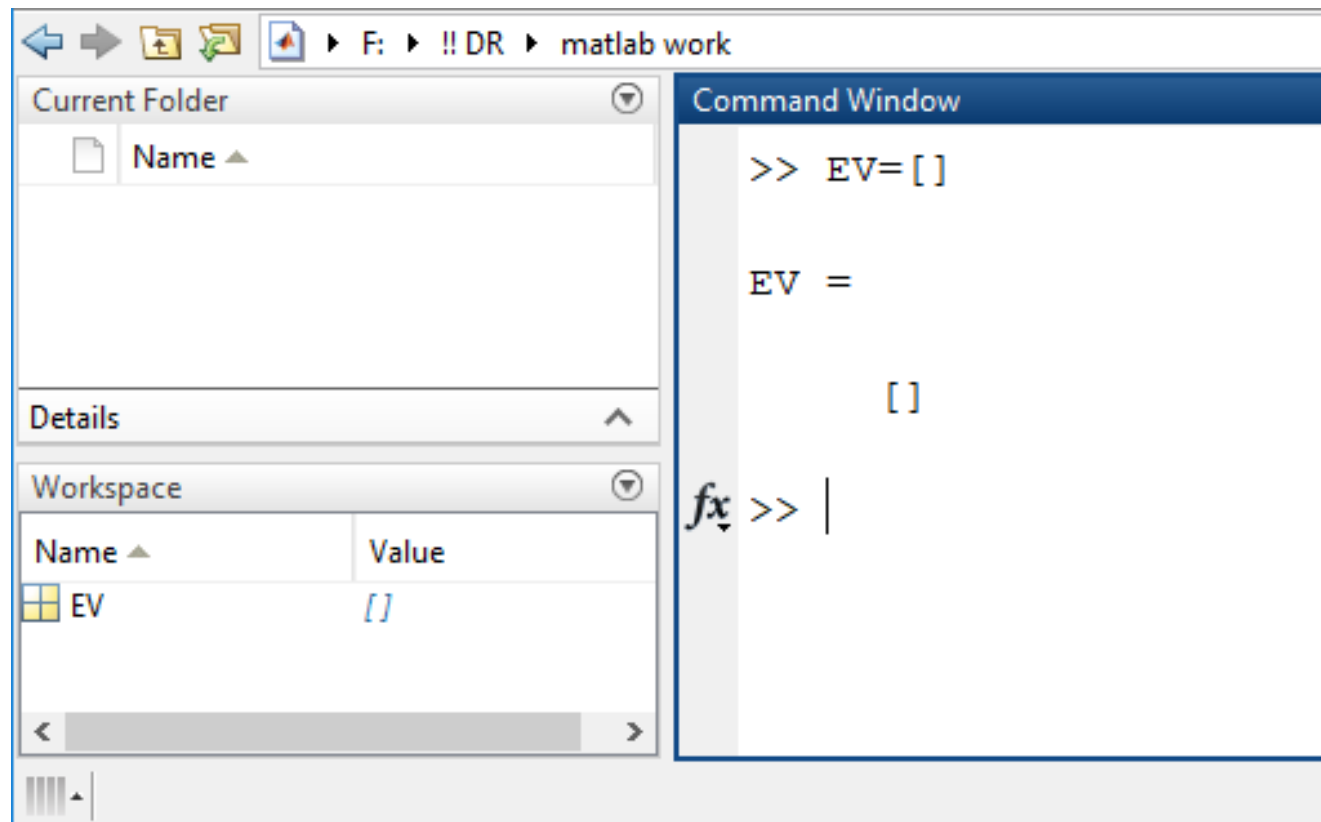 F: !! DR matlab work
Current Folder
Name
Details
Workspace
Name Value
EV []
Command Window
>> EV=[]
EV =
[]
fx >>